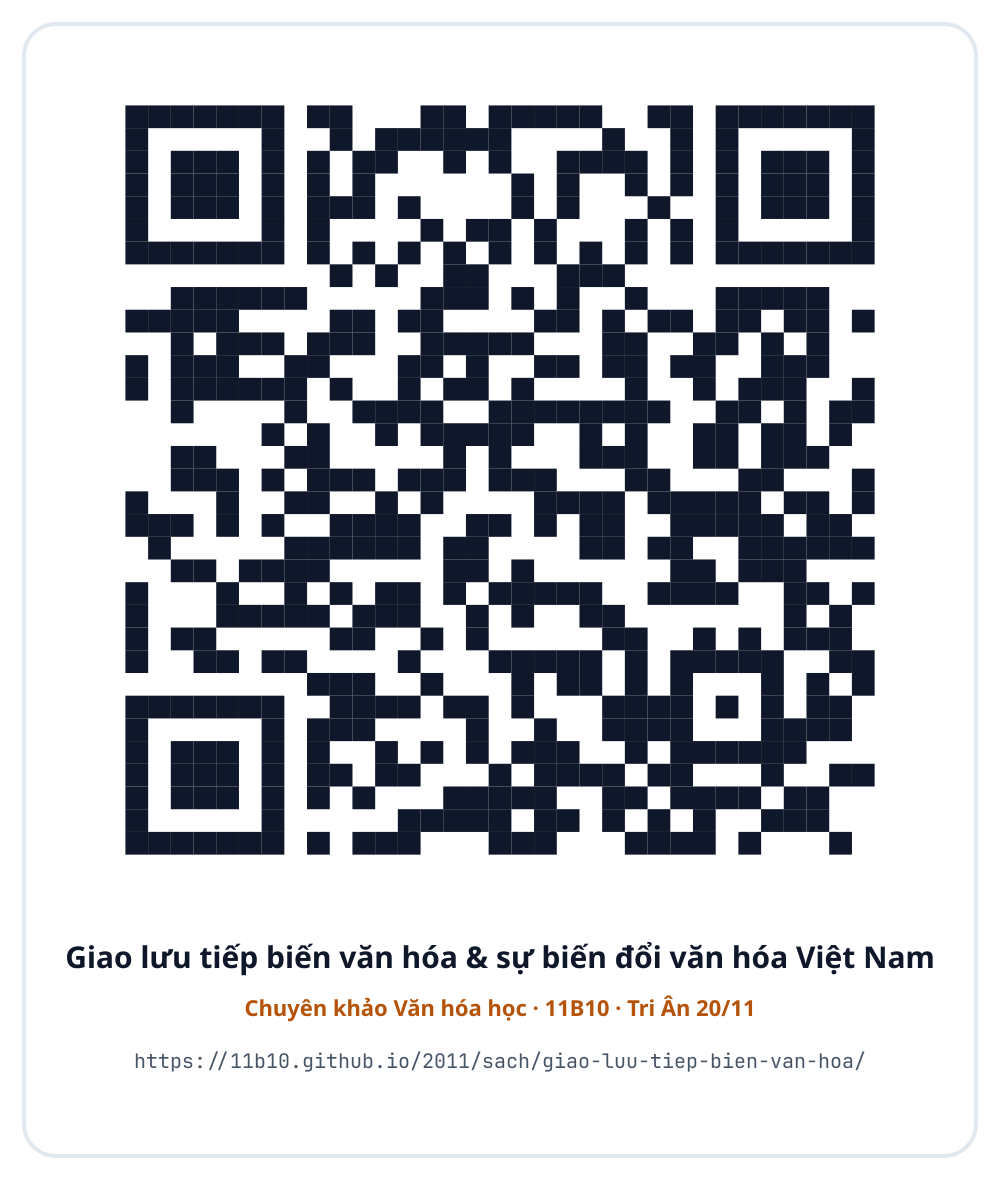 Giao lưu tiếp biến văn hóa & sự biến đổi văn hóa Việt Nam
Chuyên khảo Văn hóa học · 11B10 · Tri Ân 20/11
https://11b10.github.io/2011/sach/giao-luu-tiep-bien-van-hoa/